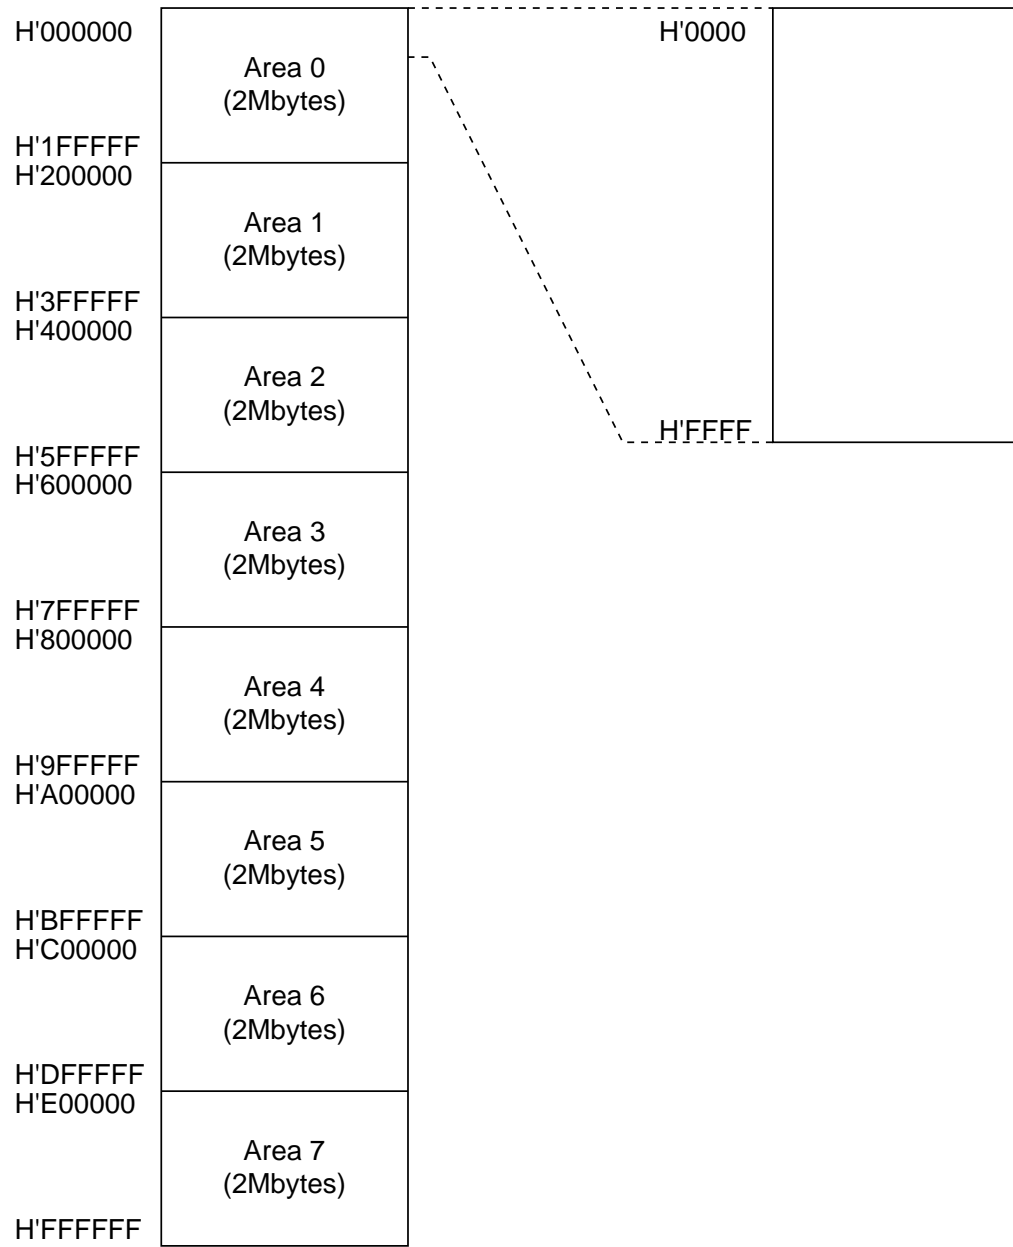 H'000000
Area 0
(2Mbytes)
H'1FFFFF
H'200000
Area 1
(2Mbytes)
H'3FFFFF
H'400000
Area 2
(2Mbytes)
H'5FFFFF
H'600000
Area 3
(2Mbytes)
H'7FFFFF
H'800000
Area 4
(2Mbytes)
H'9FFFFF
H'A00000
Area 5
(2Mbytes)
H'BFFFFF
H'C00000
Area 6
(2Mbytes)
H'DFFFFF
H'E00000
Area 7
(2Mbytes)
H'FFFFFF
H'0000
H'FFFF